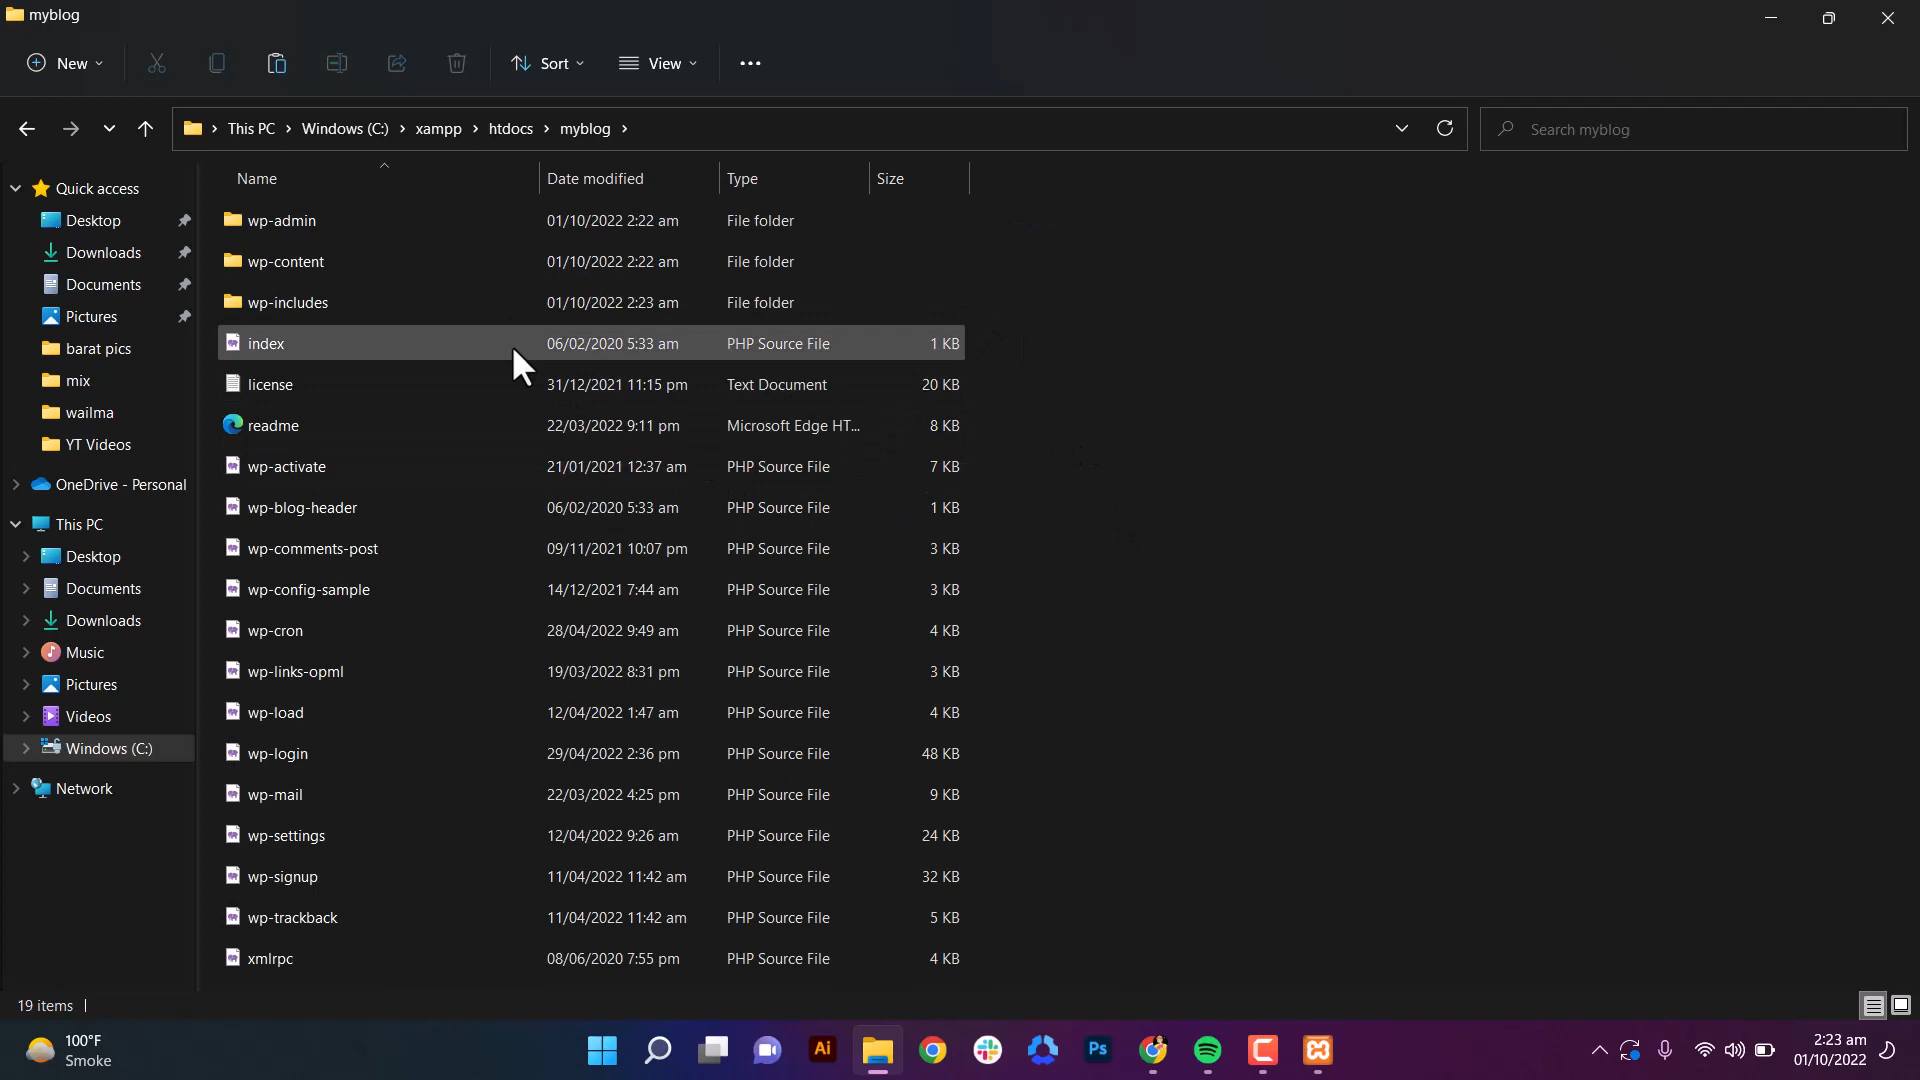 myblog
New
Sort
View
This PC
Windows (C:)
xampp
htdocs
myblog
Search myblog
Name
Date modified
Type
Size
Quick access
Desktop
Downloads
Documents
Pictures
barat pics
mix
wailma
YT Videos
OneDrive - Personal
This PC
Desktop
Documents
Downloads
Music
Pictures
Videos
Windows (C:)
Network
wp-admin 01/10/2022 2:22 am File folder
wp-content 01/10/2022 2:22 am File folder
wp-includes 01/10/2022 2:23 am File folder
index 06/02/2020 5:33 am PHP Source File 1 KB
license 31/12/2021 11:15 pm Text Document 20 KB
readme 22/03/2022 9:11 pm Microsoft Edge HT... 8 KB
wp-activate 21/01/2021 12:37 am PHP Source File 7 KB
wp-blog-header 06/02/2020 5:33 am PHP Source File 1 KB
wp-comments-post 09/11/2021 10:07 pm PHP Source File 3 KB
wp-config-sample 14/12/2021 7:44 am PHP Source File 3 KB
wp-cron 28/04/2022 9:49 am PHP Source File 4 KB
wp-links-opml 19/03/2022 8:31 pm PHP Source File 3 KB
wp-load 12/04/2022 1:47 am PHP Source File 4 KB
wp-login 29/04/2022 2:36 pm PHP Source File 48 KB
wp-mail 22/03/2022 4:25 pm PHP Source File 9 KB
wp-settings 12/04/2022 9:26 am PHP Source File 24 KB
wp-signup 11/04/2022 11:42 am PHP Source File 32 KB
wp-trackback 11/04/2022 11:42 am PHP Source File 5 KB
xmlrpc 08/06/2020 7:55 pm PHP Source File 4 KB
19 items
100°F
Smoke
Ai
Ps
2:23 am
01/10/2022